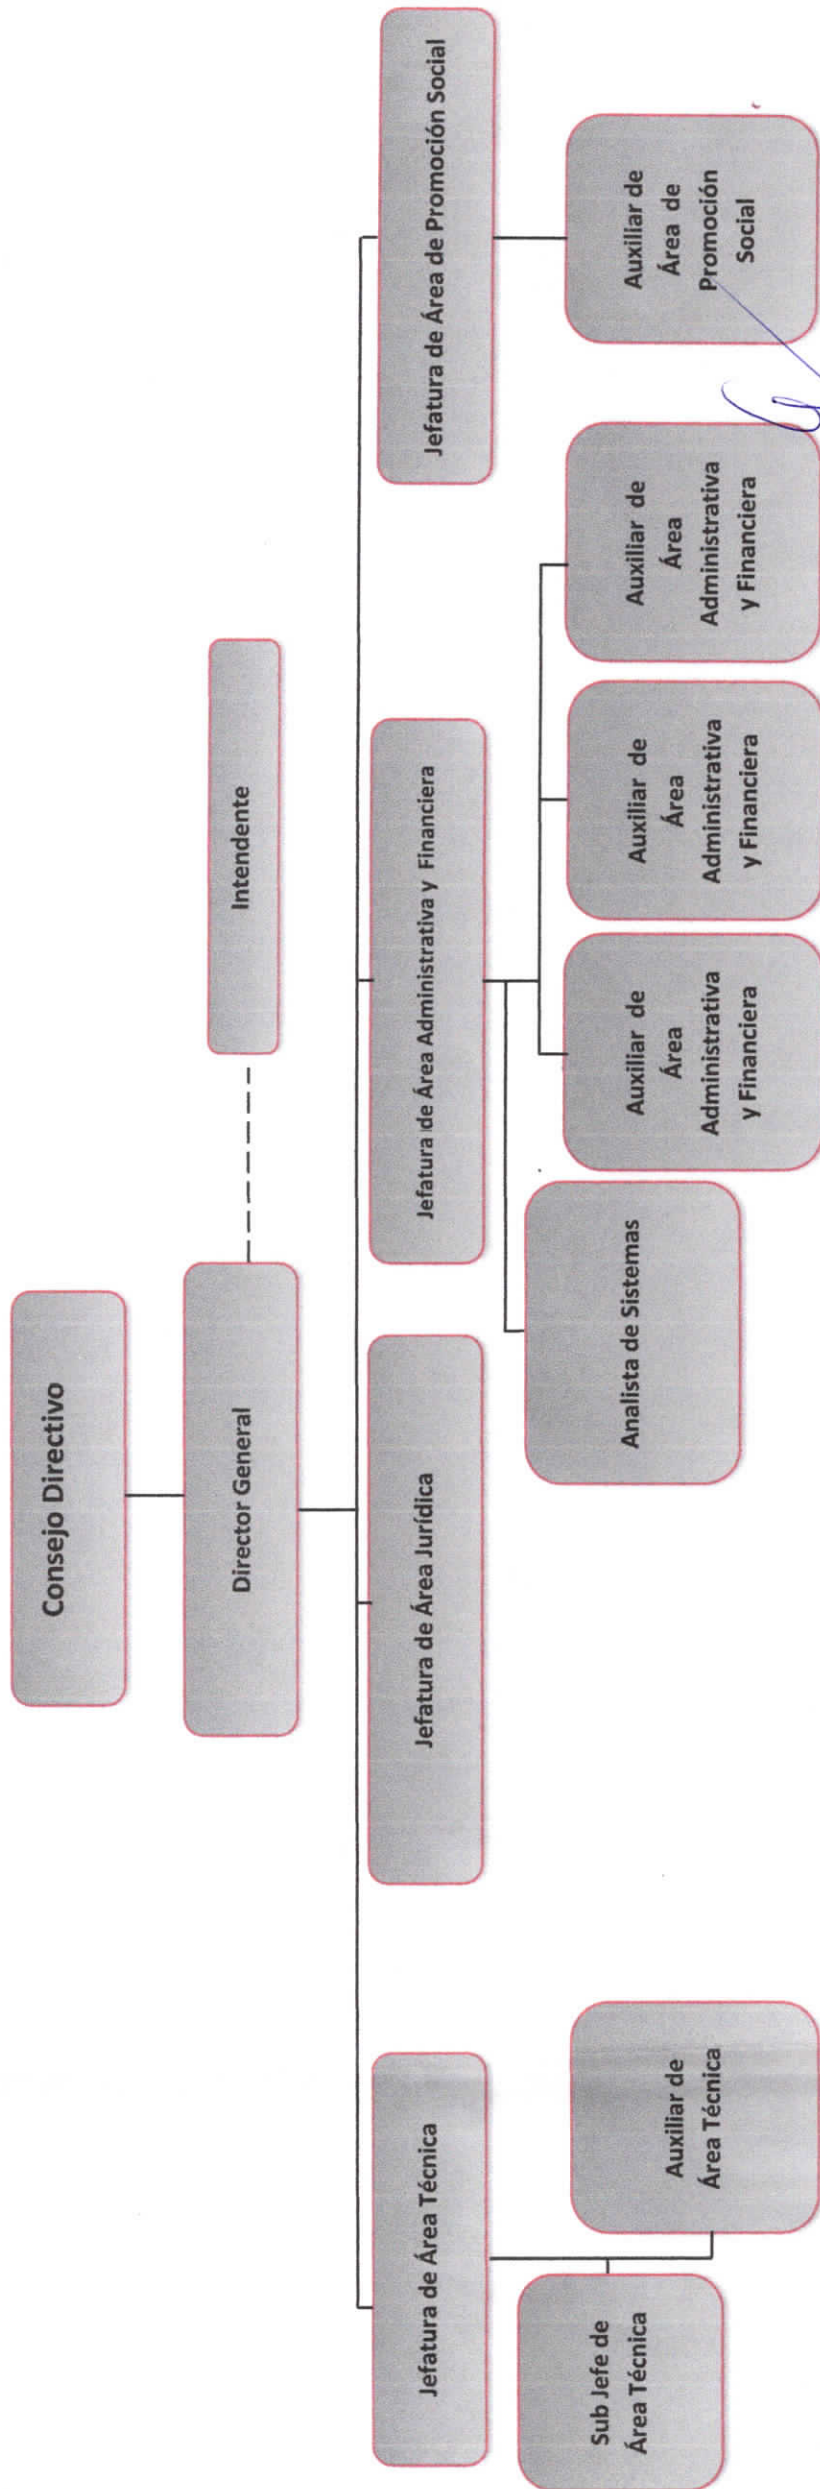 Consejo Directivo
Director General
Intendente
Jefatura de Área Técnica
Jefatura de Área Jurídica
Jefatura de Área Administrativa y Financiera
Jefatura de Área de Promoción Social
Sub Jefe de
Área Técnica
Auxiliar de
Área Técnica
Analista de Sistemas
Auxiliar de
Área
Administrativa
y Financiera
Auxiliar de
Área
Administrativa
y Financiera
Auxiliar de
Área
Administrativa
y Financiera
Auxiliar de
Área de
Promoción
Social